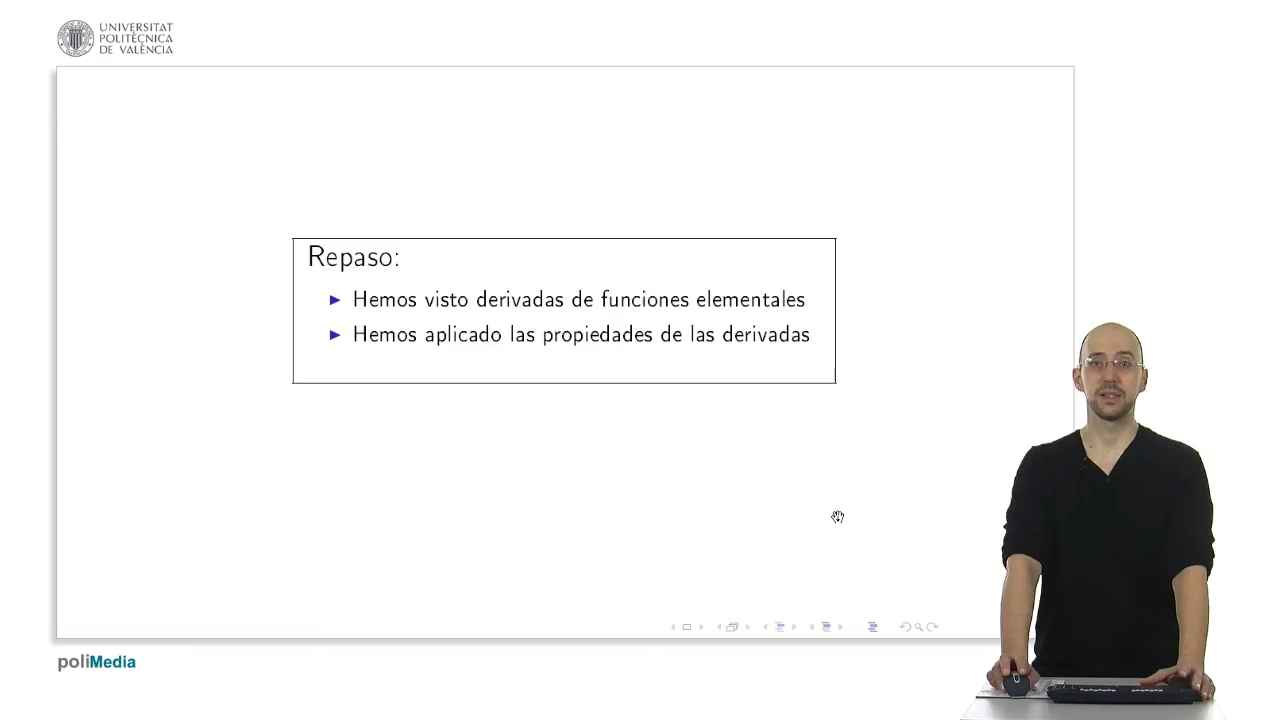 UNIVERSITAT
POLITÈCNICA
DE VALÈNCIA
Repaso:
Hemos visto derivadas de funciones elementales
Hemos aplicado las propiedades de las derivadas
poliMedia